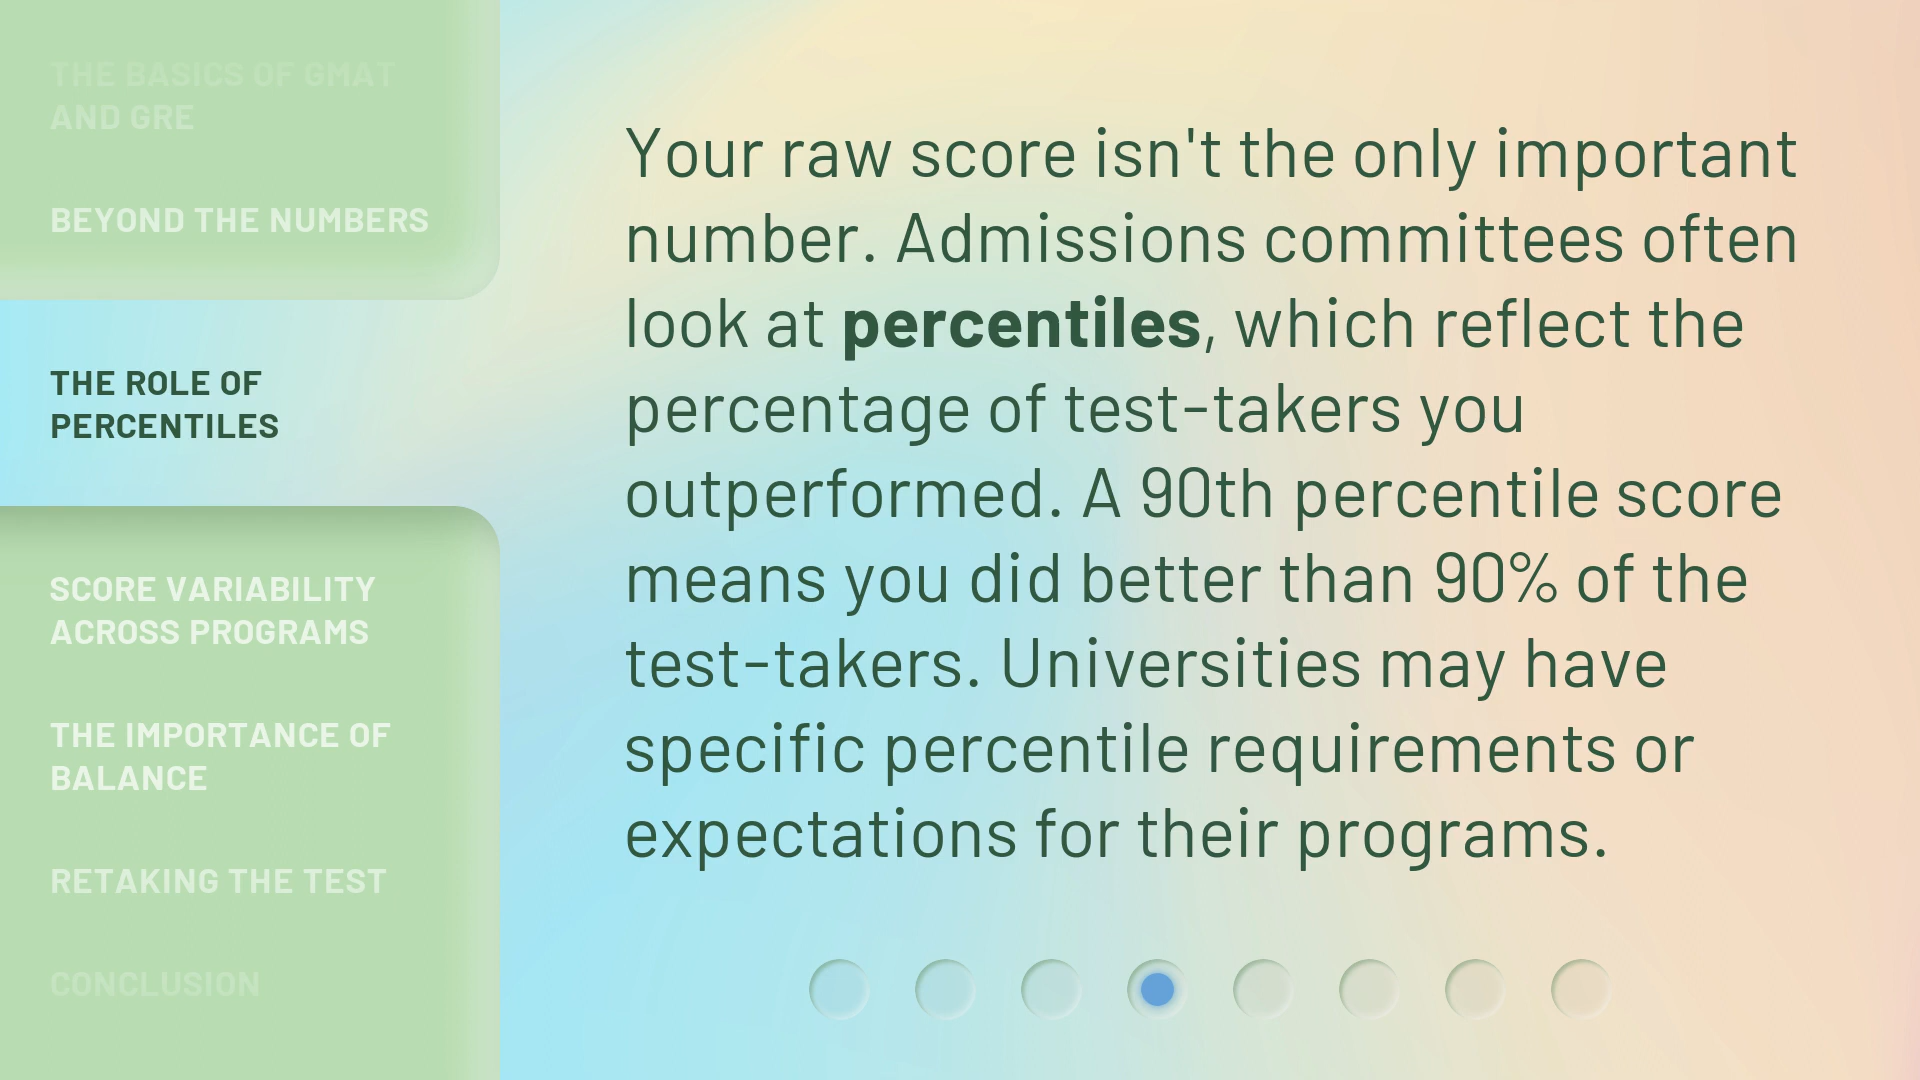 THE BASICS OF GMAT
AND GRE
BEYOND THE NUMBERS
THE ROLE OF
PERCENTILES
SCORE VARIABILITY
ACROSS PROGRAMS
THE IMPORTANCE OF
BALANCE
RETAKING THE TEST
CONCLUSION
Your raw score isn't the only important
number. Admissions committees often
look at percentiles, which reflect the
percentage of test-takers you
outperformed. A 90th percentile score
means you did better than 90% of the
test-takers. Universities may have
specific percentile requirements or
expectations for their programs.